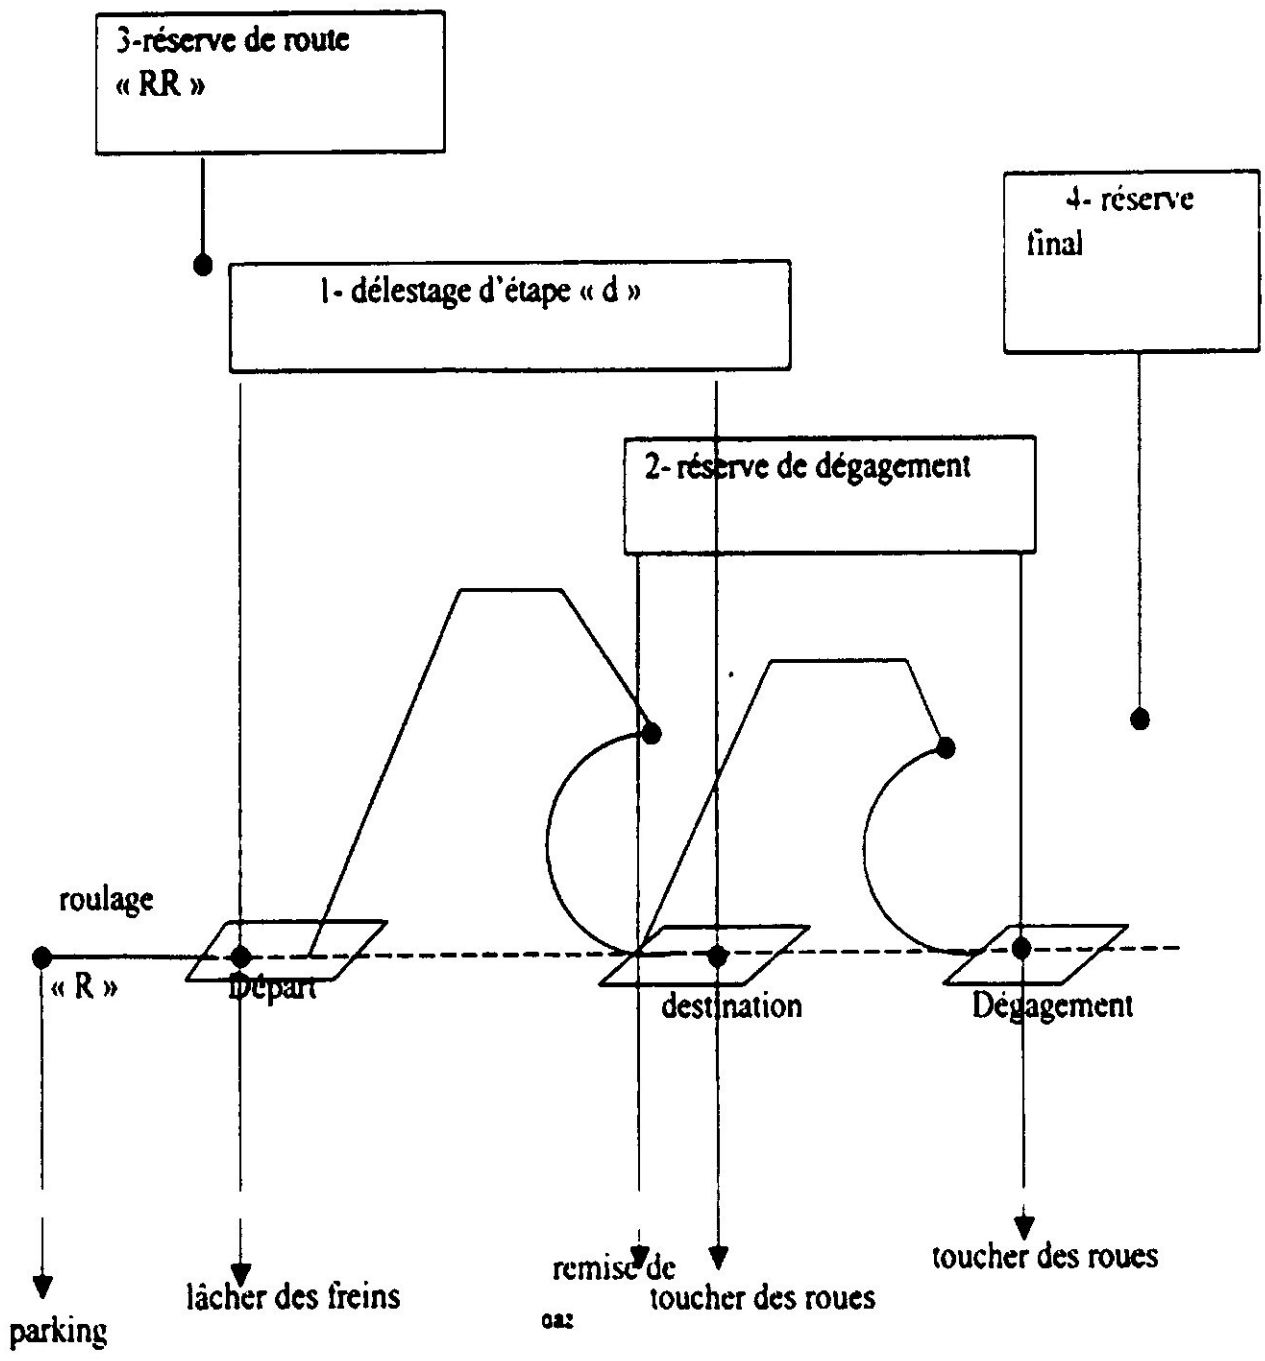 3-réserve de route
« RR »
4- réserve
final
1- délestage d'étape « d »
2- réserve de dégagement
roulage
« R »
Départ
destination
Dégagement
toucher des roues
remise de
gaz
lâcher des freins
toucher des roues
parking